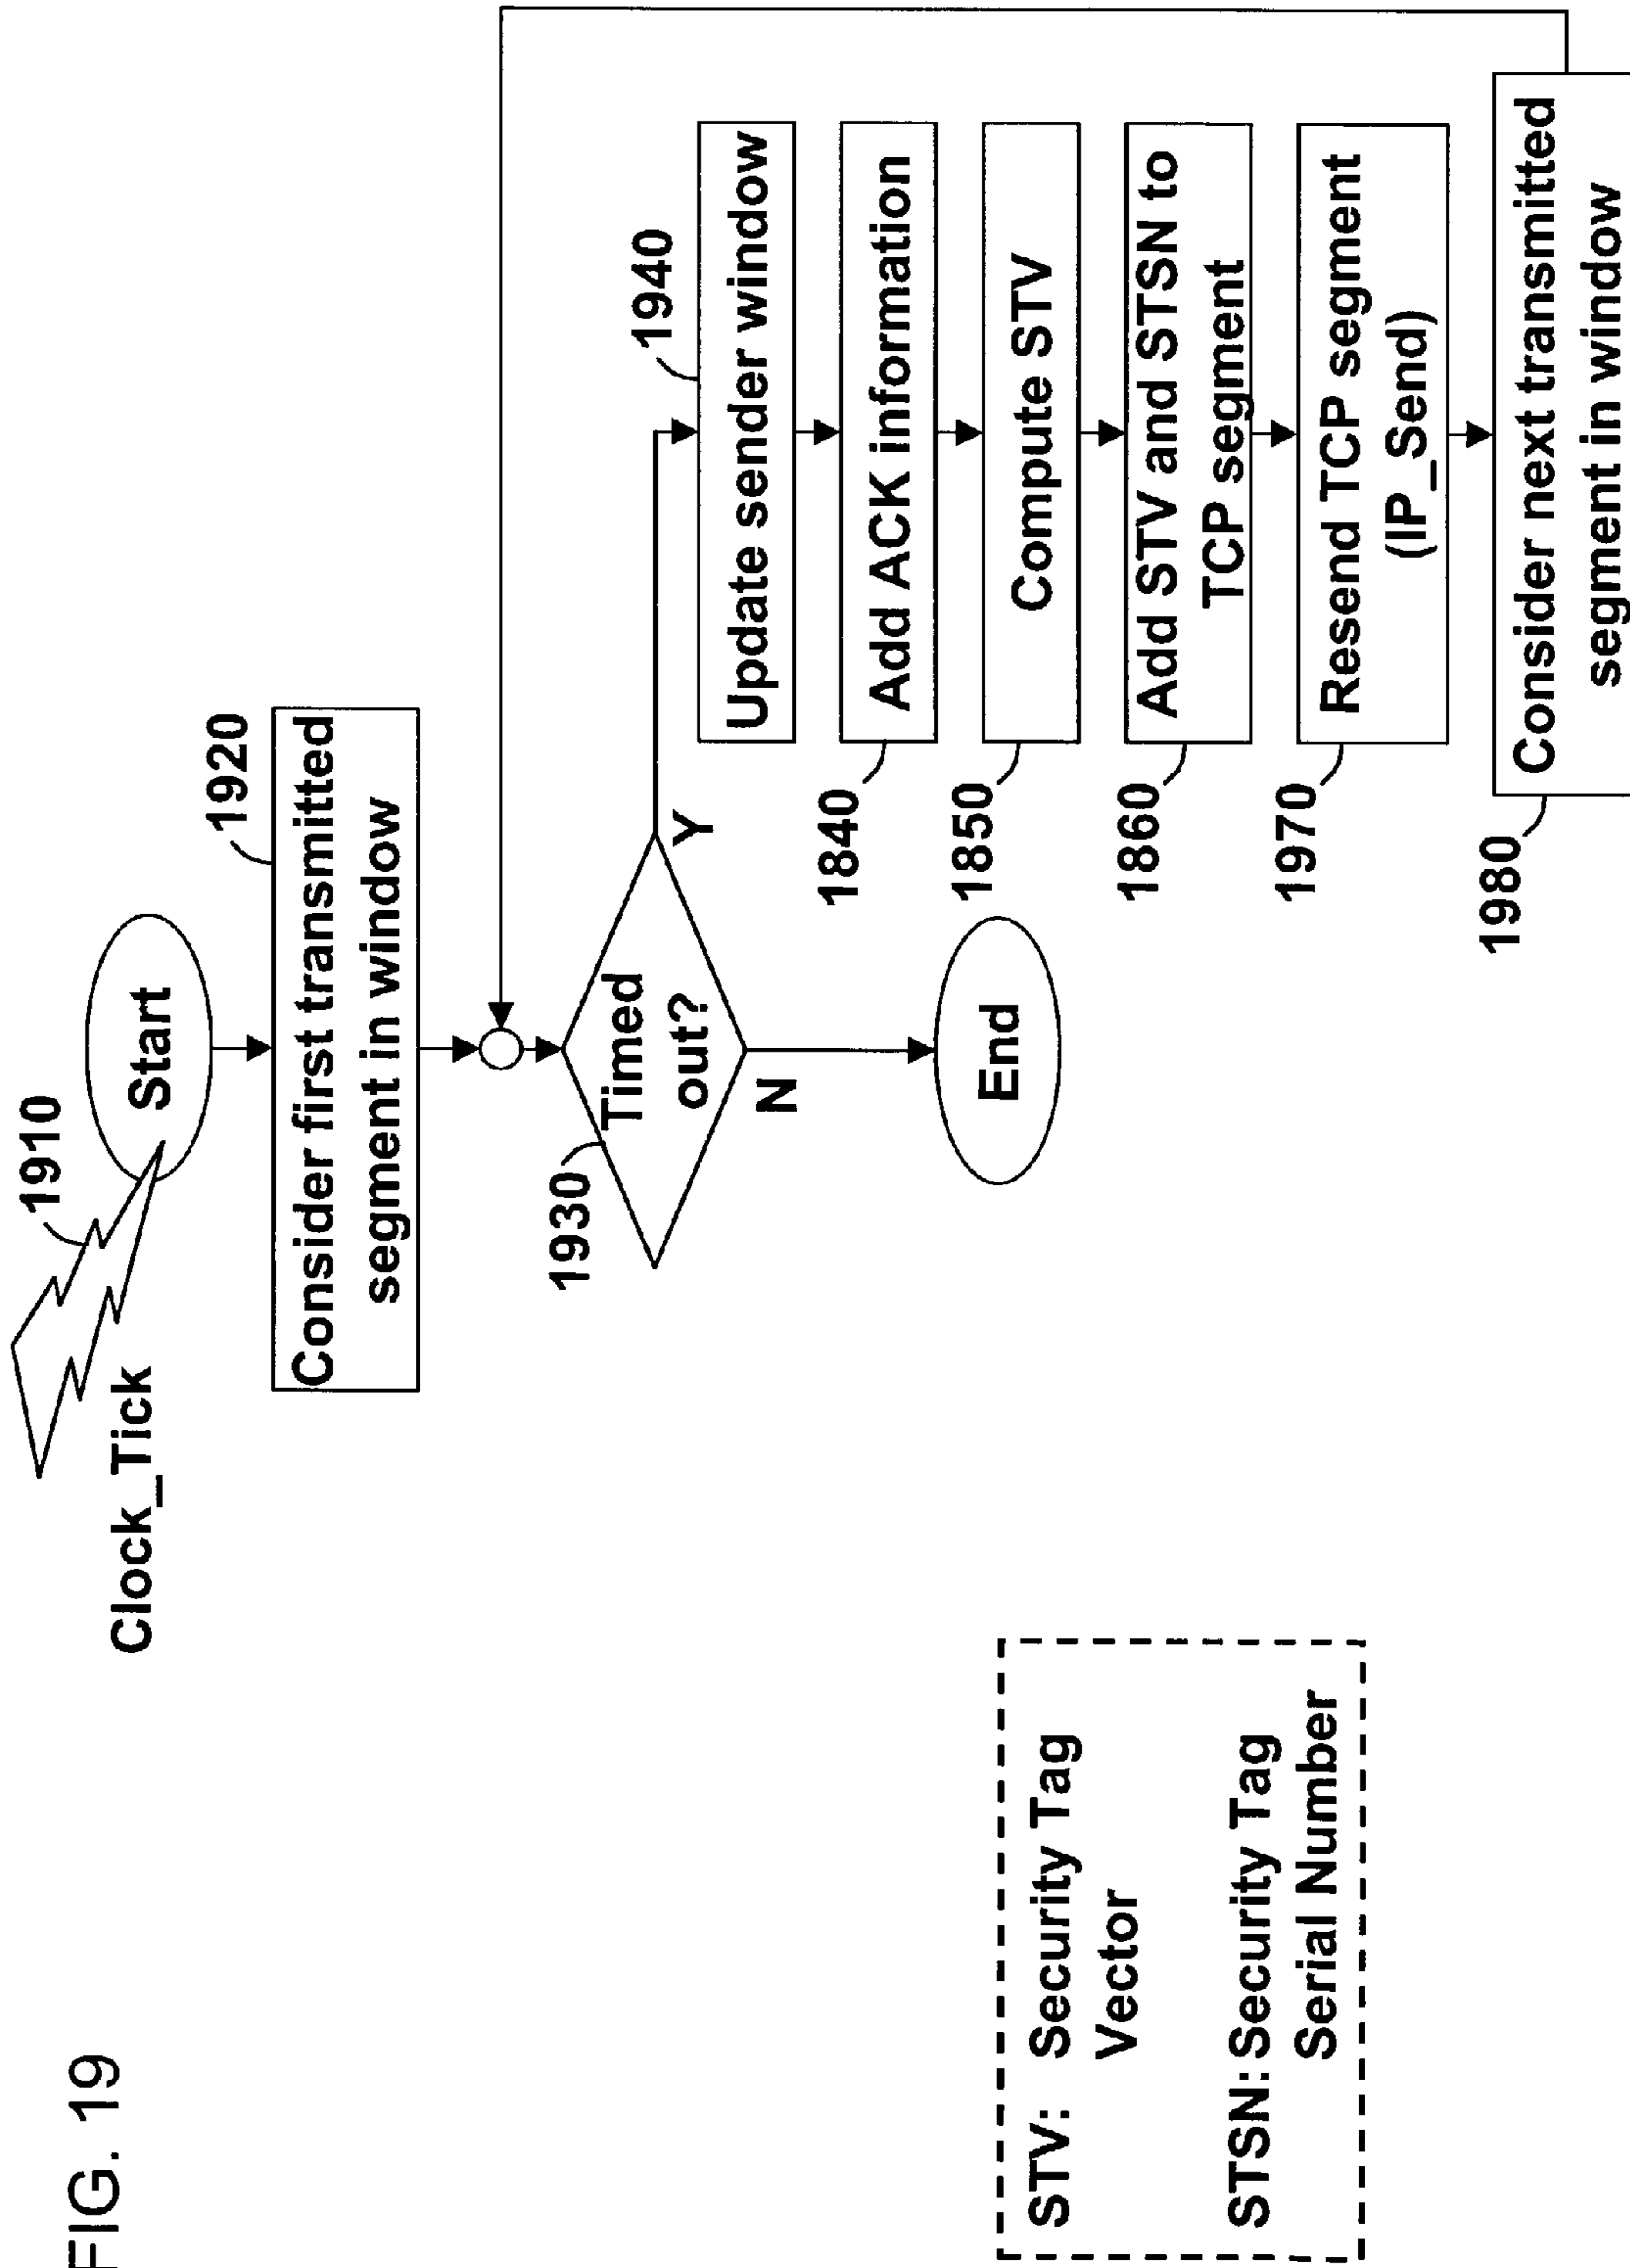 FIG. 19
Clock_Tick
1910
Start
1920
Consider first transmitted
segment in window
1930
Timed
out?
Y
N
End
1940
Update sender window
1840
Add ACK information
1850
Compute STV
1860
Add STV and STSN to
TCP segment
1970
Resend TCP segment
(IP_Send)
1980
Consider next transmitted
segment in window
STV: Security Tag
Vector
STSN: Security Tag
Serial Number